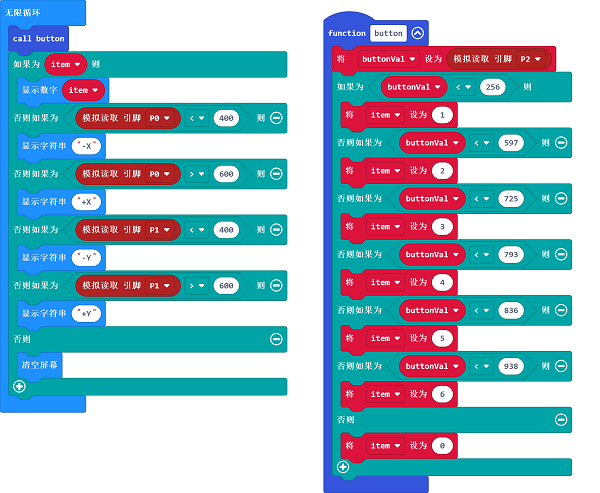 无限循环
call button
如果为 item 则
显示数字 item
否则如果为 模拟读取 引脚 P0 < 400 则
显示字符串 "-X"
否则如果为 模拟读取 引脚 P0 > 600 则
显示字符串 "+X"
否则如果为 模拟读取 引脚 P1 < 400 则
显示字符串 "-Y"
否则如果为 模拟读取 引脚 P1 > 600 则
显示字符串 "+Y"
否则
清空屏幕
function button
将 buttonVal 设为 模拟读取 引脚 P2
如果为 buttonVal < 256 则
将 item 设为 1
否则如果为 buttonVal < 597 则
将 item 设为 2
否则如果为 buttonVal < 725 则
将 item 设为 3
否则如果为 buttonVal < 793 则
将 item 设为 4
否则如果为 buttonVal < 836 则
将 item 设为 5
否则如果为 buttonVal < 938 则
将 item 设为 6
否则
将 item 设为 0